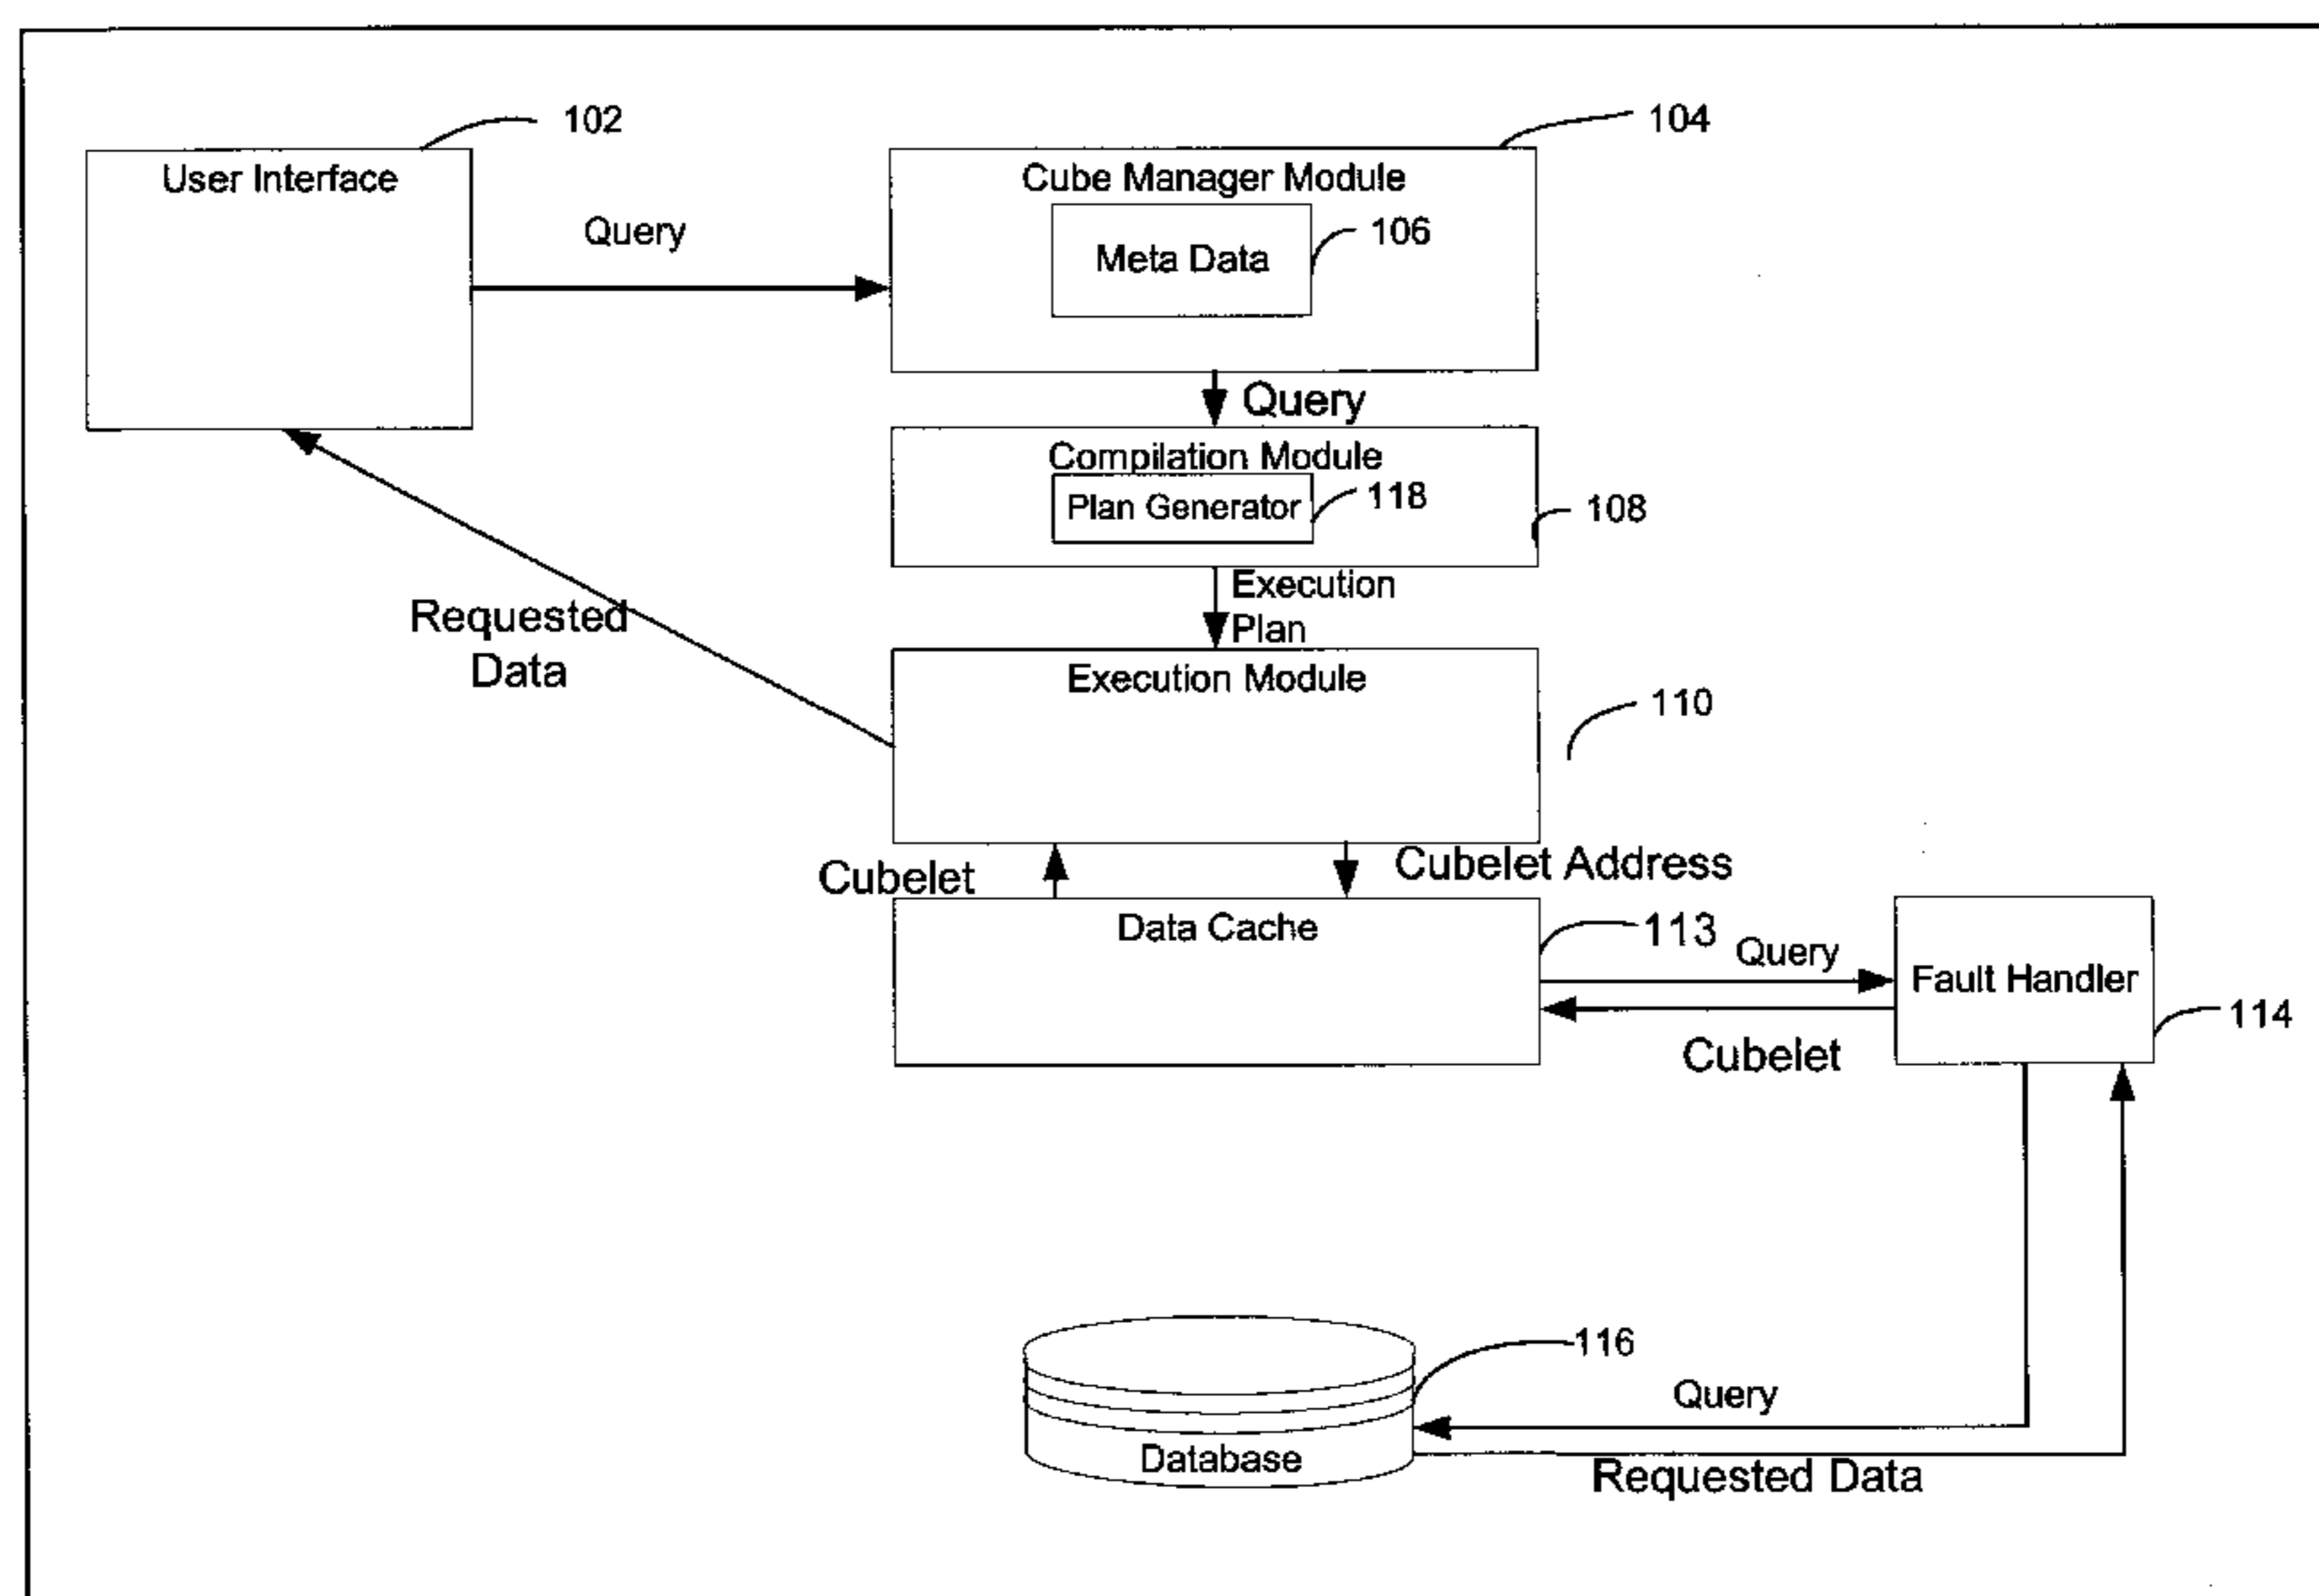 102
104
User Interface
Cube Manager Module
Query
106
Meta Data
Query
Compilation Module
118
Plan Generator
108
Execution
Plan
Requested
Data
Execution Module
110
Cubelet
Cubelet Address
Data Cache
113
Query
Fault Handler
114
Cubelet
116
Query
Database
Requested Data